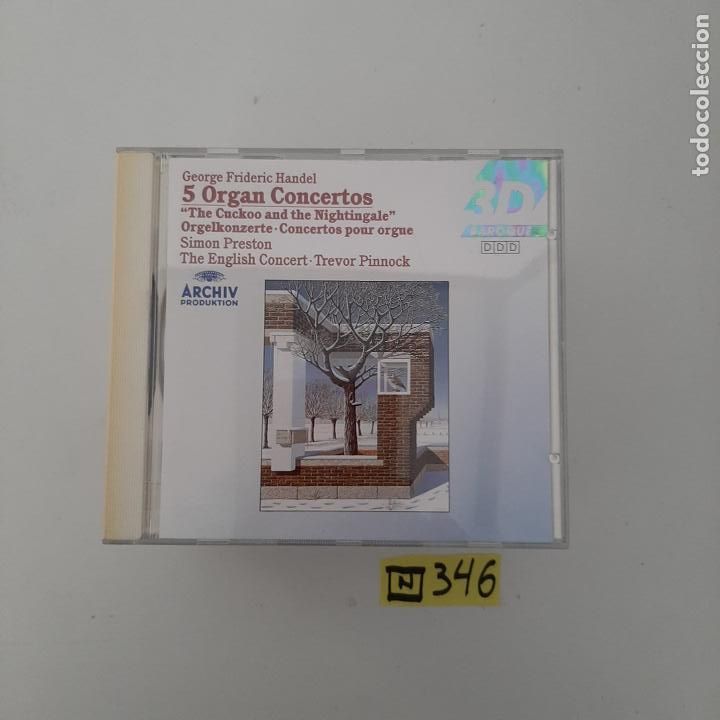 George Frideric Handel
5 Organ Concertos
“The Cuckoo and the Nightingale”
Orgelkonzerte · Concertos pour orgue
Simon Preston
The English Concert · Trevor Pinnock
ARCHIV
PRODUKTION
3D
BAROQUE
DDD
N 346
todocoleccion